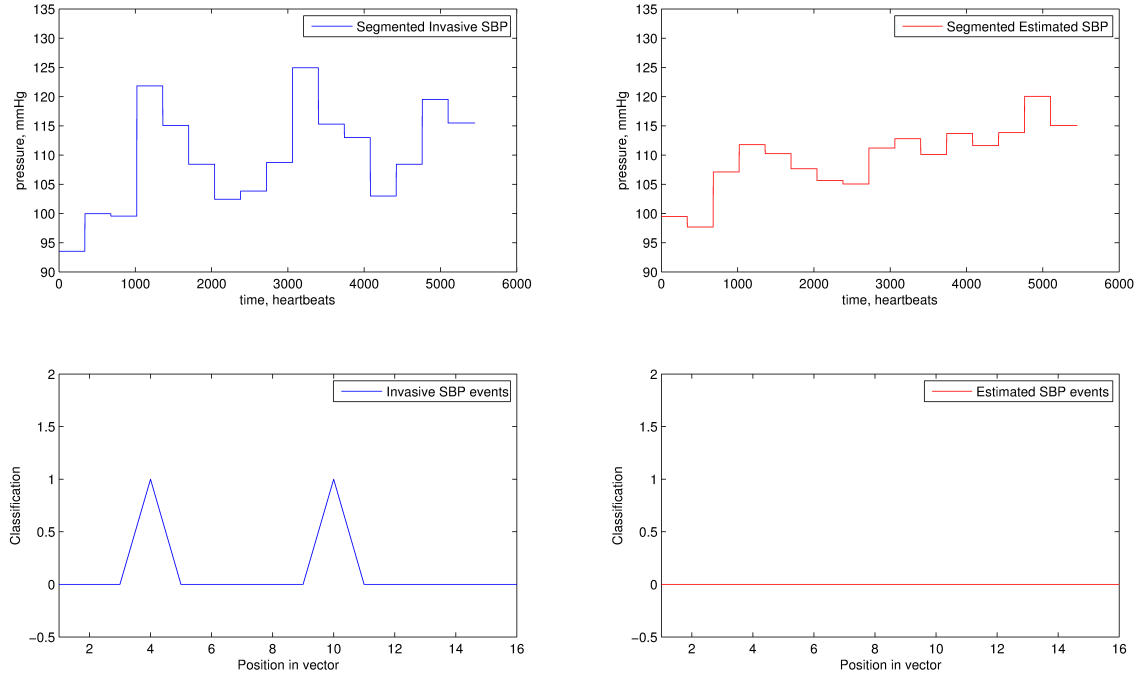 135
130
125
120
115
110
105
100
95
90
pressure, mmHg
Segmented Invasive SBP
0 1000 2000 3000 4000 5000 6000
time, heartbeats
135
130
125
120
115
110
105
100
95
90
pressure, mmHg
Segmented Estimated SBP
0 1000 2000 3000 4000 5000 6000
time, heartbeats
2
1.5
1
0.5
0
−0.5
Classification
Invasive SBP events
2 4 6 8 10 12 14 16
Position in vector
2
1.5
1
0.5
0
−0.5
Classification
Estimated SBP events
2 4 6 8 10 12 14 16
Position in vector